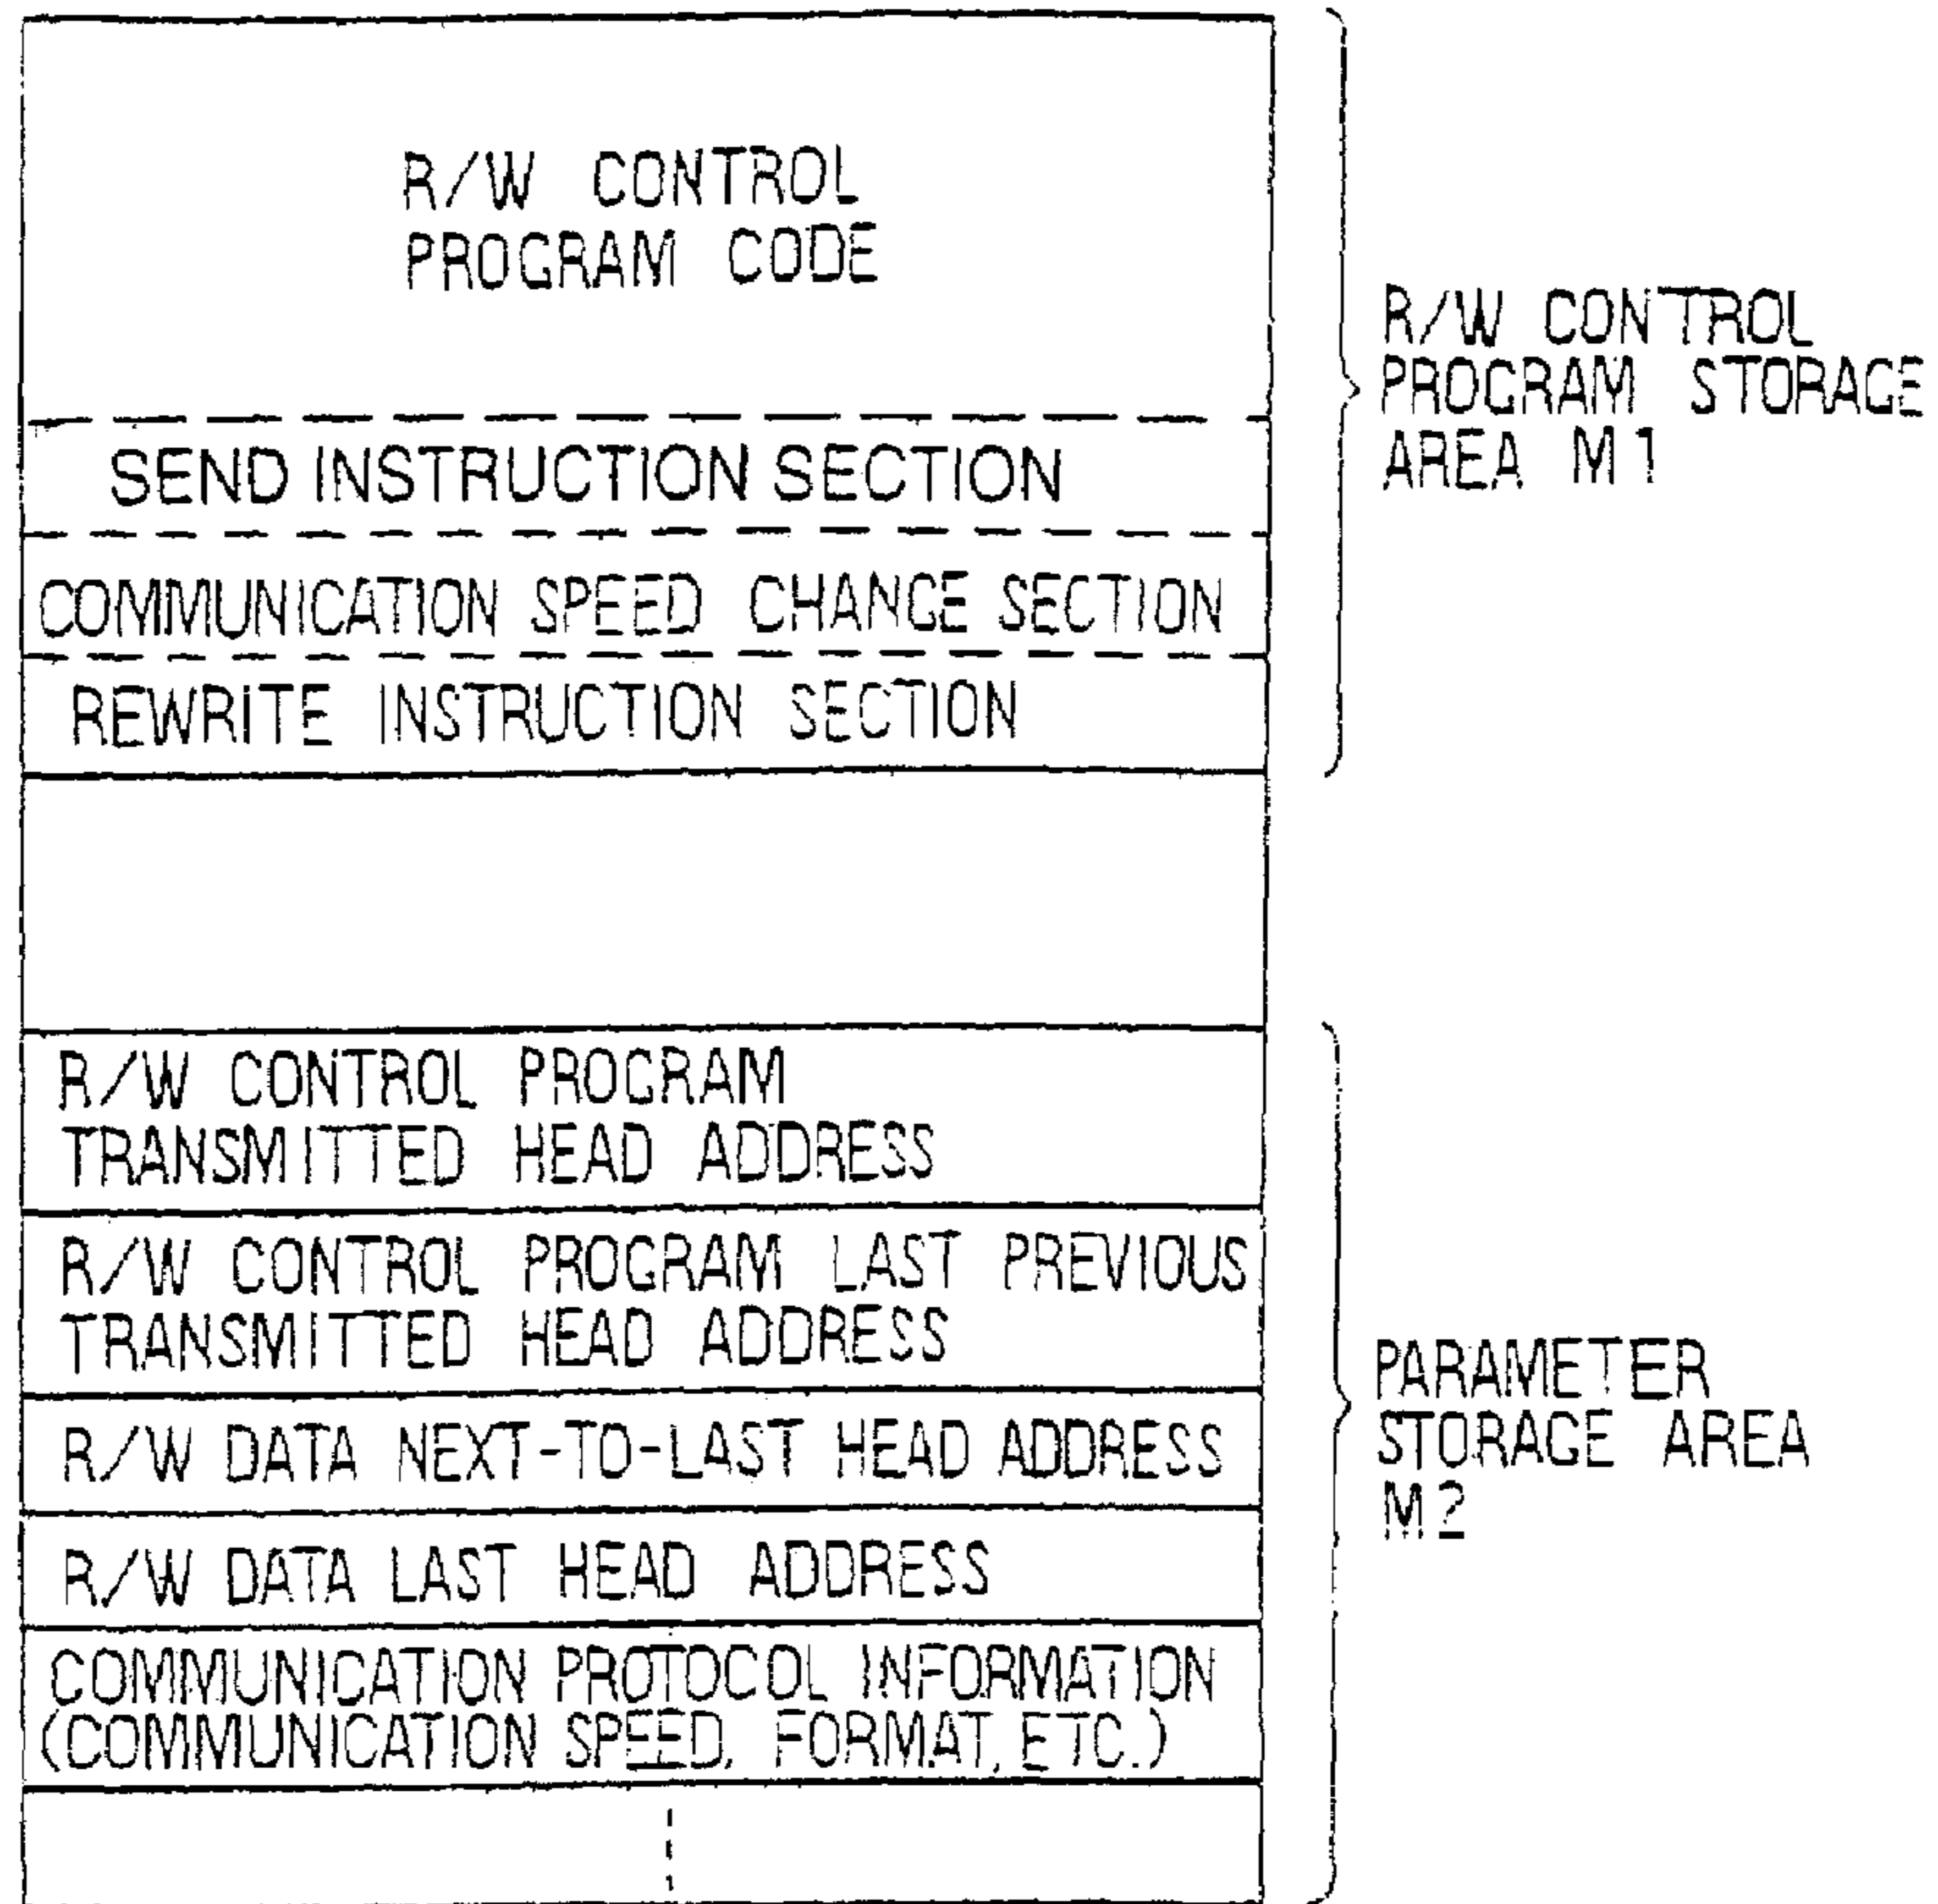 R/W CONTROL
PROGRAM CODE
SEND INSTRUCTION SECTION
COMMUNICATION SPEED CHANGE SECTION
REWRITE INSTRUCTION SECTION
R/W CONTROL
PROGRAM STORAGE
AREA M1
R/W CONTROL PROGRAM
TRANSMITTED HEAD ADDRESS
R/W CONTROL PROGRAM LAST PREVIOUS
TRANSMITTED HEAD ADDRESS
R/W DATA NEXT-TO-LAST HEAD ADDRESS
R/W DATA LAST HEAD ADDRESS
COMMUNICATION PROTOCOL INFORMATION
(COMMUNICATION SPEED, FORMAT, ETC.)
PARAMETER
STORAGE AREA
M2